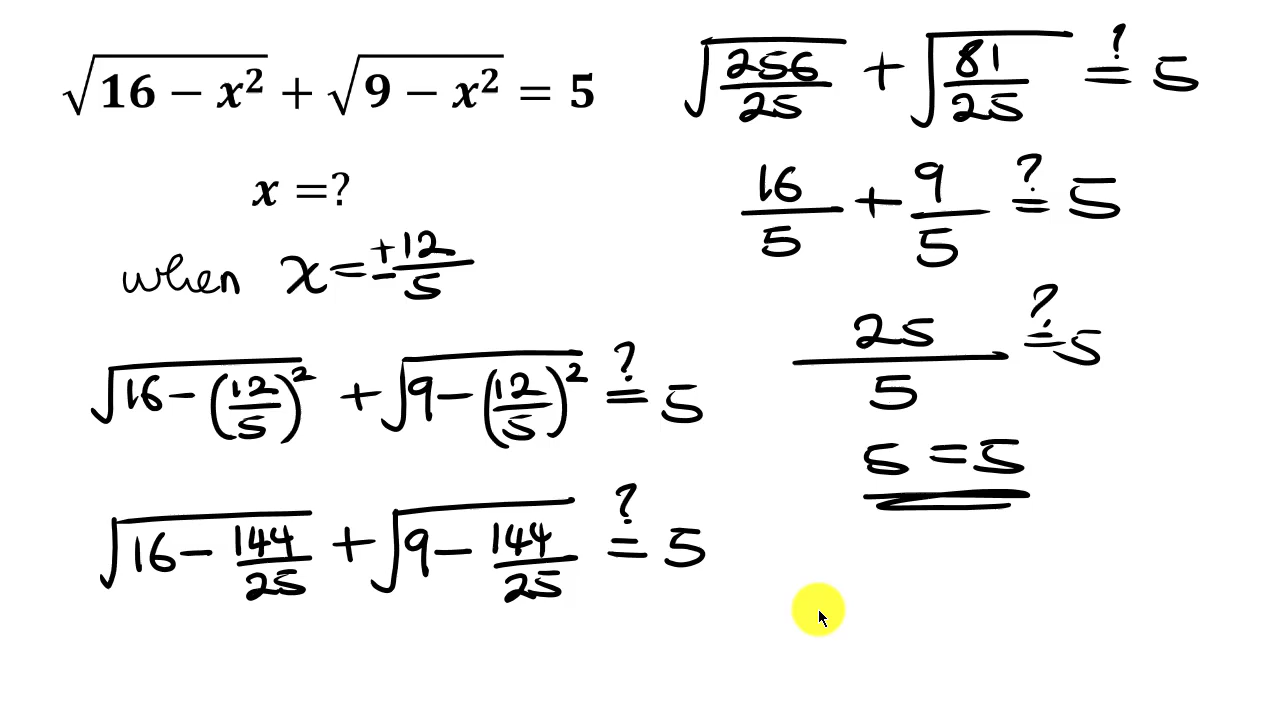 √(16 − x²) + √(9 − x²) = 5
x =?
when x = ±12/5
√(16 − (12/5)²) + √(9 − (12/5)²) ?= 5
√(16 − 144/25) + √(9 − 144/25) ?= 5
√(256/25) + √(81/25) ?= 5
16/5 + 9/5 ?= 5
25/5 ?= 5
5 = 5